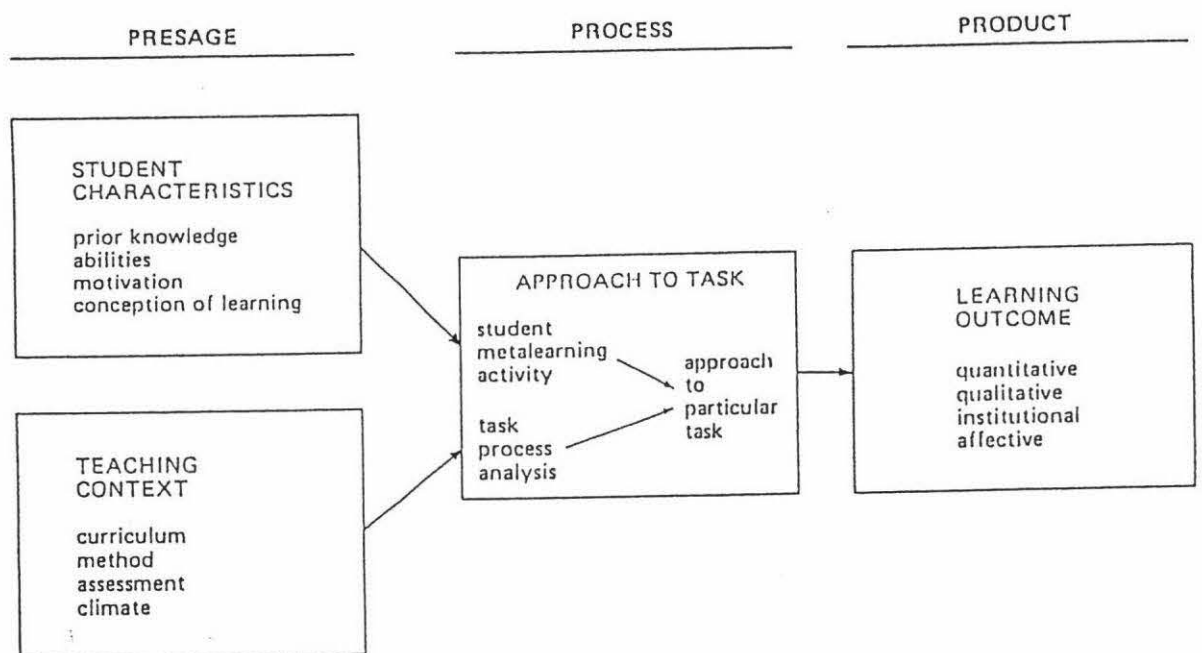 PRESAGE
PROCESS
PRODUCT
STUDENT
CHARACTERISTICS
prior knowledge
abilities
motivation
conception of learning
TEACHING
CONTEXT
curriculum
method
assessment
climate
APPROACH TO TASK
student
metalearning
activity
task
process
analysis
approach
to
particular
task
LEARNING
OUTCOME
quantitative
qualitative
institutional
affective